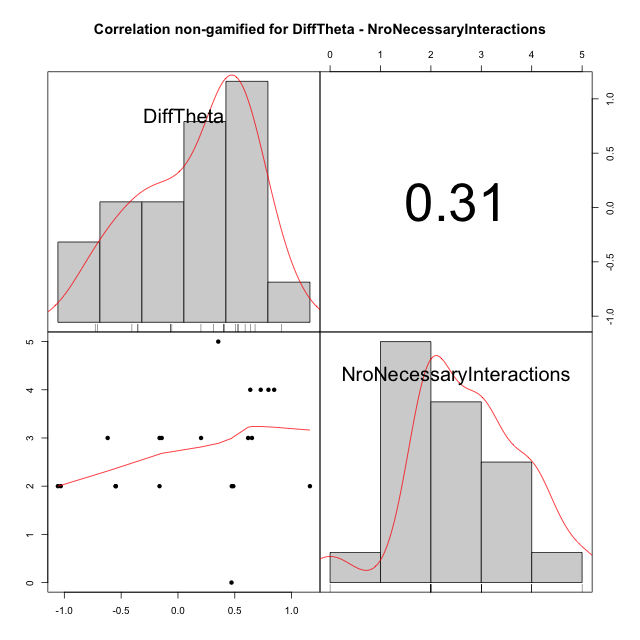 Correlation non-gamified for DiffTheta - NroNecessaryInteractions
0 1 2 3 4 5
DiffTheta
0.31
1.0
0.5
0.0
-0.5
-1.0
5
4
3
2
1
0
NroNecessaryInteractions
-1.0 -0.5 0.0 0.5 1.0